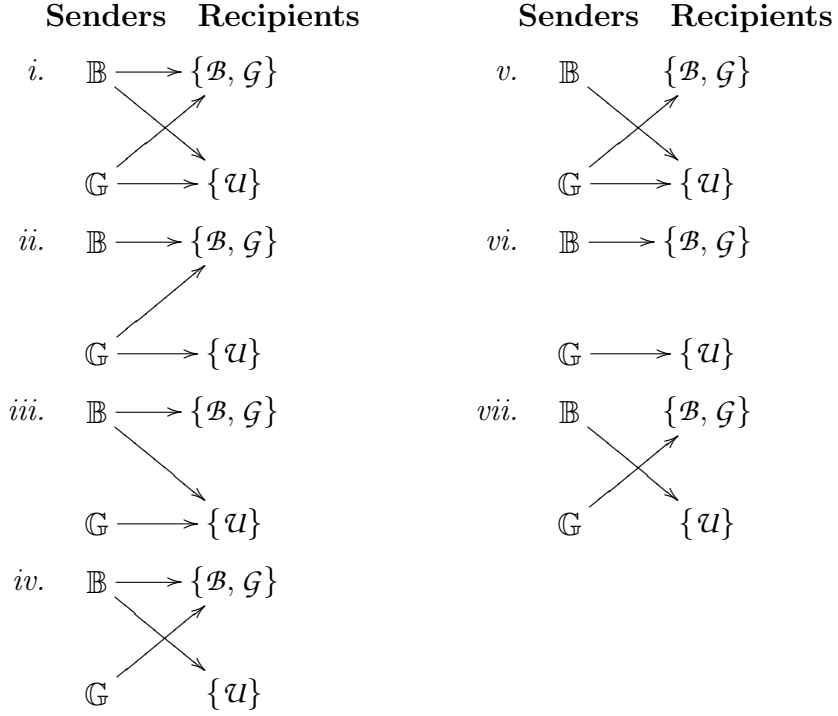 Senders Recipients
i. 𝔹 {ℬ, 𝒢}
𝔾 {𝒰}
ii. 𝔹 {ℬ, 𝒢}
𝔾 {𝒰}
iii. 𝔹 {ℬ, 𝒢}
𝔾 {𝒰}
iv. 𝔹 {ℬ, 𝒢}
𝔾 {𝒰}
Senders Recipients
v. 𝔹 {ℬ, 𝒢}
𝔾 {𝒰}
vi. 𝔹 {ℬ, 𝒢}
𝔾 {𝒰}
vii. 𝔹 {ℬ, 𝒢}
𝔾 {𝒰}